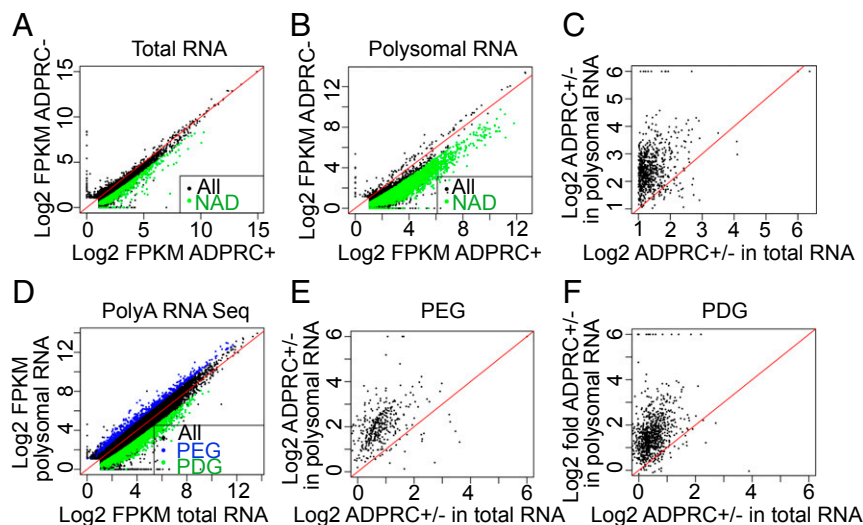 A
Total RNA
Log2 FPKM ADPRC-
15
10
5
0
0 5 10 15
All
NAD
Log2 FPKM ADPRC+
B
Polysomal RNA
Log2 FPKM ADPRC-
12
8
4
0
0 4 8 12
All
NAD
Log2 FPKM ADPRC+
C
Log2 ADPRC+/-
in polysomal RNA
6
5
4
3
2
1
1 2 3 4 5 6
Log2 ADPRC+/- in total RNA
D
PolyA RNA Seq
Log2 FPKM
polysomal RNA
12
8
4
0
0 4 8 12
All
PEG
PDG
Log2 FPKM total RNA
E
PEG
Log2 ADPRC+/-
in polysomal RNA
6
4
2
0
0 2 4 6
Log2 ADPRC+/- in total RNA
F
PDG
Log2 fold ADPRC+/-
in polysomal RNA
6
4
2
0
0 2 4 6
Log2 ADPRC+/- in total RNA